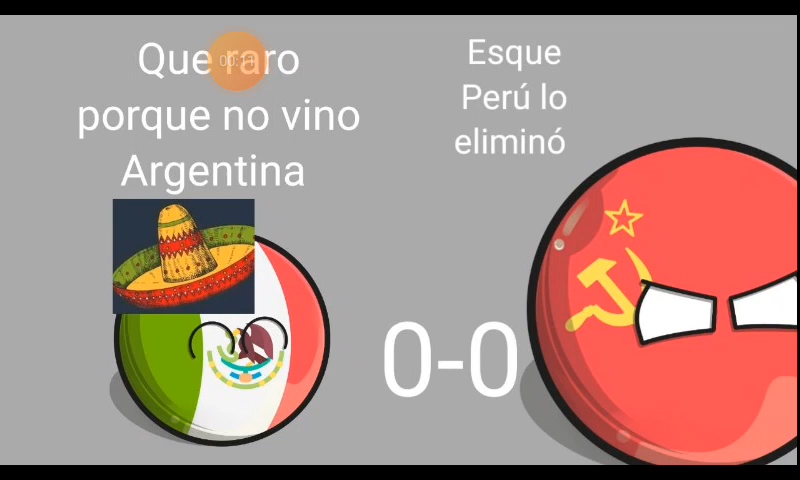 Que raro
porque no vino
Argentina
Esque
Perú lo
eliminó
0-0